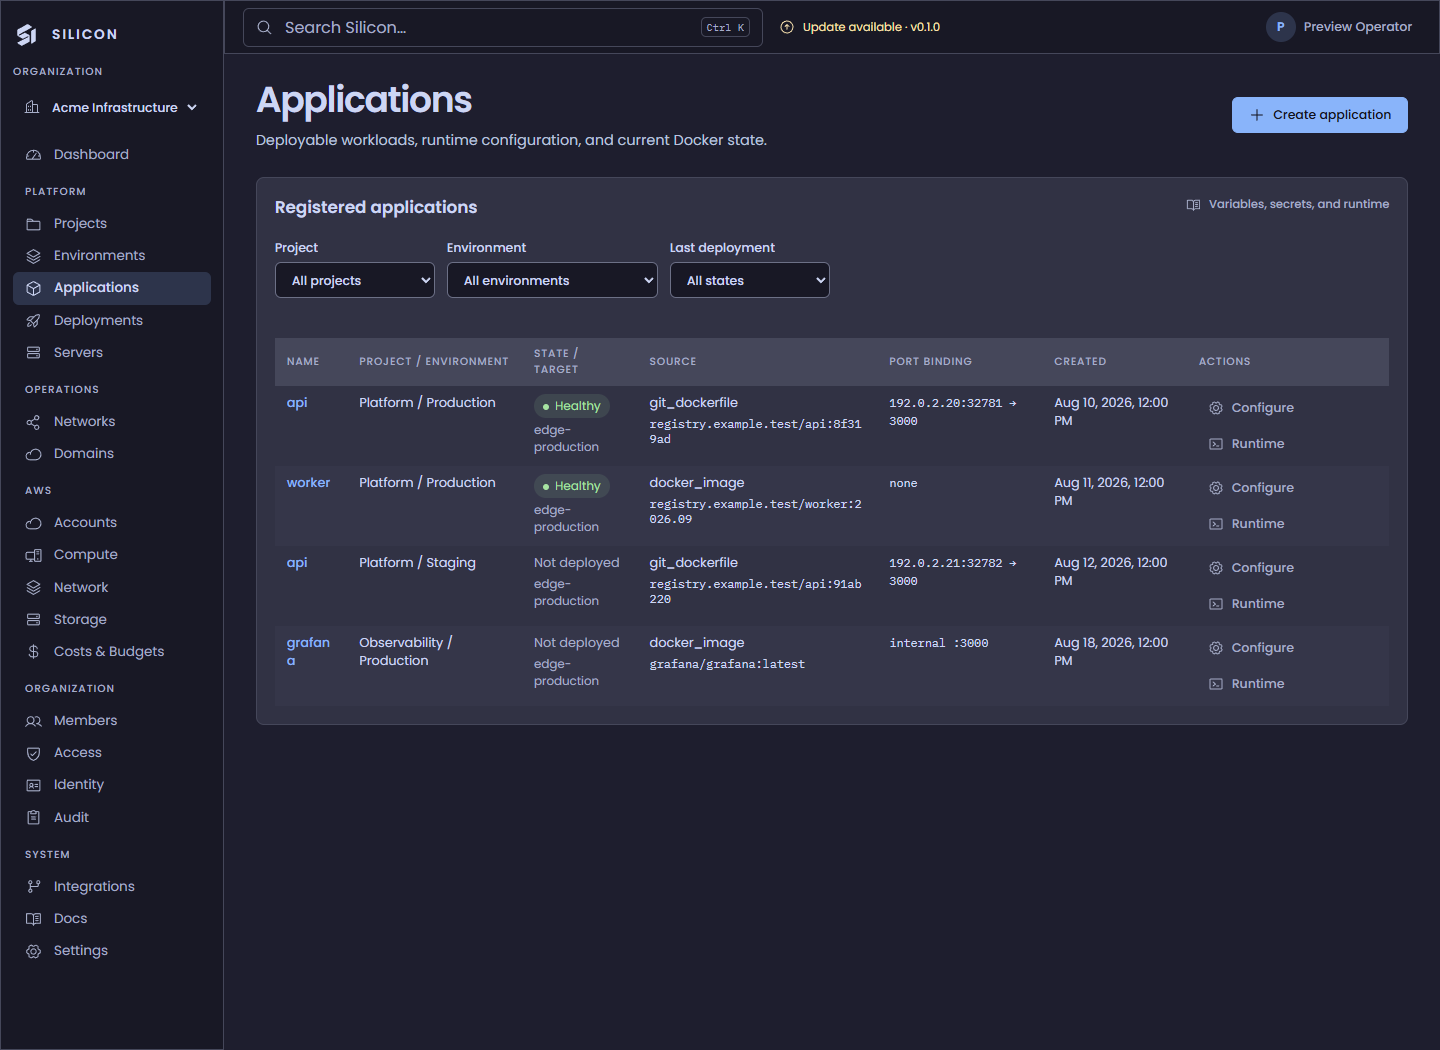 SILICON
ORGANIZATION
Acme Infrastructure
Dashboard
PLATFORM
Projects
Environments
Applications
Deployments
Servers
OPERATIONS
Networks
Domains
AWS
Accounts
Compute
Network
Storage
Costs & Budgets
ORGANIZATION
Members
Access
Identity
Audit
SYSTEM
Integrations
Docs
Settings
Search Silicon...
Ctrl K
Update available · v0.1.0
P
Preview Operator
Applications
Deployable workloads, runtime configuration, and current Docker state.
Create application
Registered applications
Variables, secrets, and runtime
Project
Environment
Last deployment
All projects
All environments
All states
NAME
PROJECT / ENVIRONMENT
STATE /
TARGET
SOURCE
PORT BINDING
CREATED
ACTIONS
api
Platform / Production
Healthy
edge-
production
git_dockerfile
registry.example.test/api:8f31
9ad
192.0.2.20:32781 →
3000
Aug 10, 2026, 12:00
PM
Configure
Runtime
worker
Platform / Production
Healthy
edge-
production
docker_image
registry.example.test/worker:2
026.09
none
Aug 11, 2026, 12:00
PM
Configure
Runtime
api
Platform / Staging
Not deployed
edge-
production
git_dockerfile
registry.example.test/api:91ab
220
192.0.2.21:32782 →
3000
Aug 12, 2026, 12:00
PM
Configure
Runtime
grafan
a
Observability /
Production
Not deployed
edge-
production
docker_image
grafana/grafana:latest
internal :3000
Aug 18, 2026, 12:00
PM
Configure
Runtime